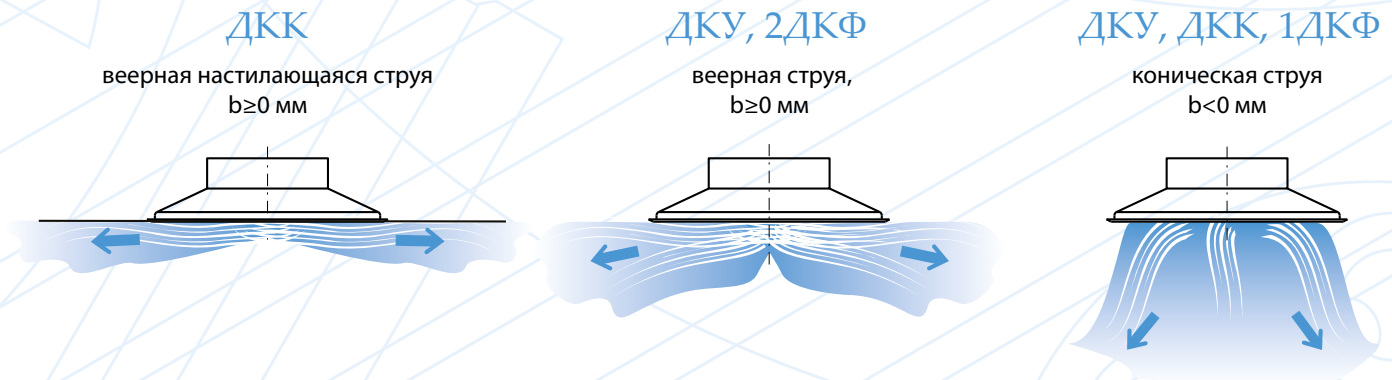 ДКК
веерная настилающаяся струя
b≥0 мм
ДКУ, 2ДКФ
веерная струя,
b≥0 мм
ДКУ, ДКК, 1ДКФ
коническая струя
b<0 мм